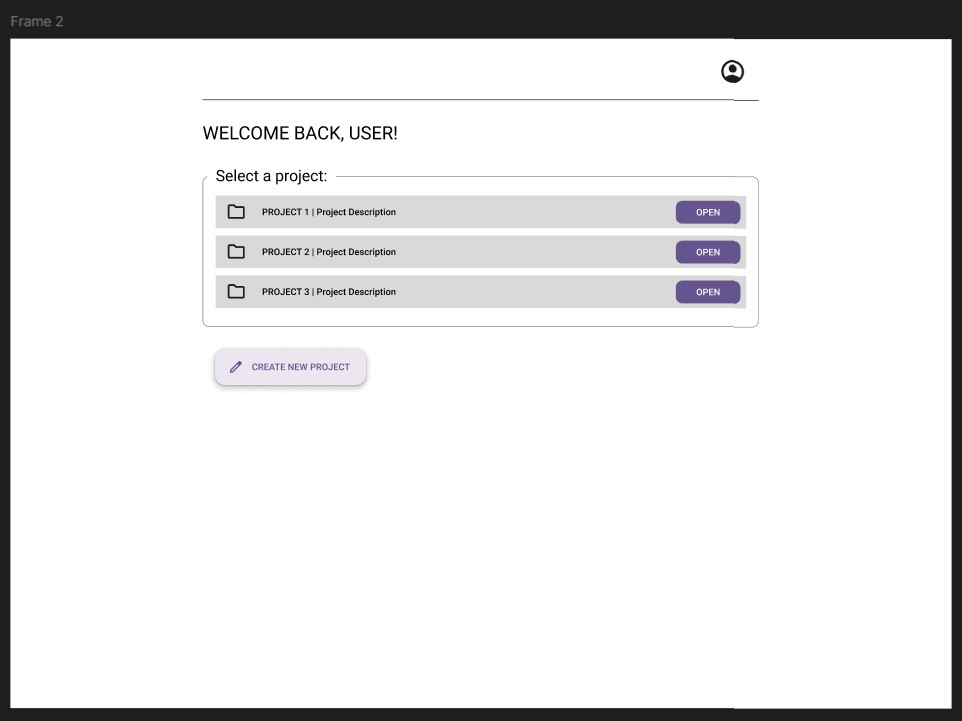 Frame 2
WELCOME BACK, USER!
Select a project:
PROJECT 1 | Project Description OPEN
PROJECT 2 | Project Description OPEN
PROJECT 3 | Project Description OPEN
CREATE NEW PROJECT